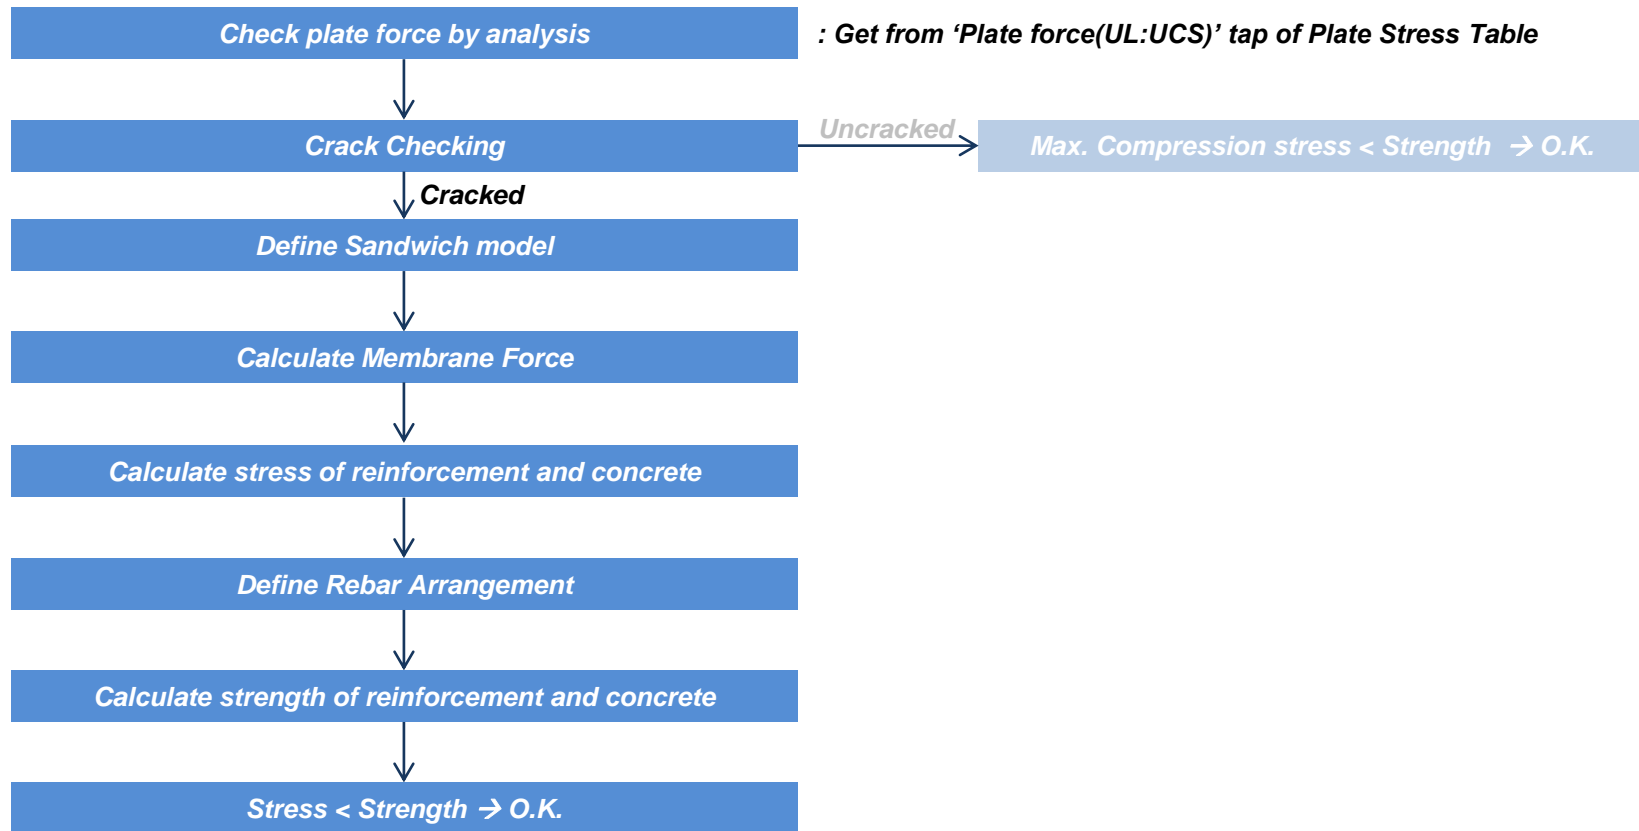 Check plate force by analysis
: Get from ‘Plate force(UL:UCS)’ tap of Plate Stress Table
Crack Checking
Uncracked
Max. Compression stress < Strength → O.K.
Cracked
Define Sandwich model
Calculate Membrane Force
Calculate stress of reinforcement and concrete
Define Rebar Arrangement
Calculate strength of reinforcement and concrete
Stress < Strength → O.K.